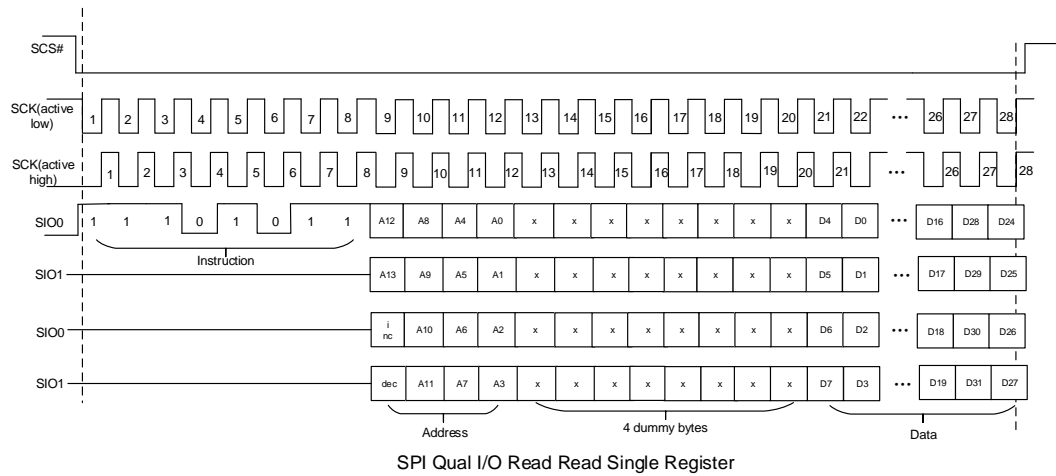 SCS#
SCK(active
low)
1 2 3 4 5 6 7 8 9 10 11 12 13 14 15 16 17 18 19 20 21 22 ••• 26 27 28
SCK(active
high)
1 2 3 4 5 6 7 8 9 10 11 12 13 14 15 16 17 18 19 20 21 ••• 26 27 28
SIO0 1 1 1 0 1 0 1 1 A12 A8 A4 A0 x x x x x x x x D4 D0 ••• D16 D28 D24
Instruction
SIO1 A13 A9 A5 A1 x x x x x x x x D5 D1 ••• D17 D29 D25
SIO0 i
nc A10 A6 A2 x x x x x x x x D6 D2 ••• D18 D30 D26
SIO1 dec A11 A7 A3 x x x x x x x x D7 D3 ••• D19 D31 D27
Address 4 dummy bytes Data
SPI Qual I/O Read Read Single Register